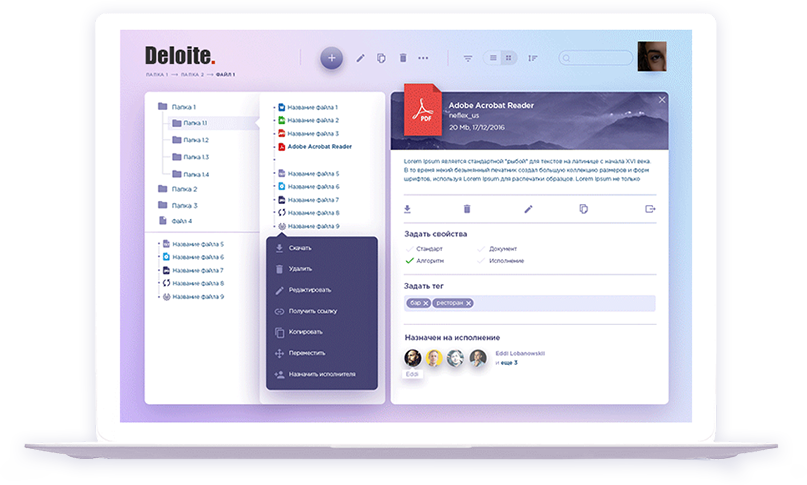 Deloite.
ПАПКА 1 → ПАПКА 2 → ФАЙЛ 1
Папка 1
Папка 1.1
Папка 1.2
Папка 1.3
Папка 1.4
Папка 2
Папка 3
Файл 4
Название файла 5
Название файла 6
Название файла 7
Название файла 8
Название файла 9
Название файла 1
Название файла 2
Название файла 3
Adobe Acrobat Reader
Название файла 5
Название файла 6
Название файла 7
Название файла 8
Название файла 9
Скачать
Удалить
Редактировать
Получить ссылку
Копировать
Переместить
Назначить исполнителя
PDF
Adobe Acrobat Reader
neflex_us
20 Mb, 17/12/2016
Lorem Ipsum является стандартной "рыбой" для текстов на латинице с начала XVI века.
В то время некий безымянный печатник создал большую коллекцию размеров и форм
шрифтов, используя Lorem Ipsum для распечатки образцов. Lorem Ipsum не только
Задать свойства
Стандарт
Документ
Алгоритм
Исполнение
Задать тег
бар
ресторан
Назначен на исполнение
Eddi Lobanowskii
и еще 3
Eddi